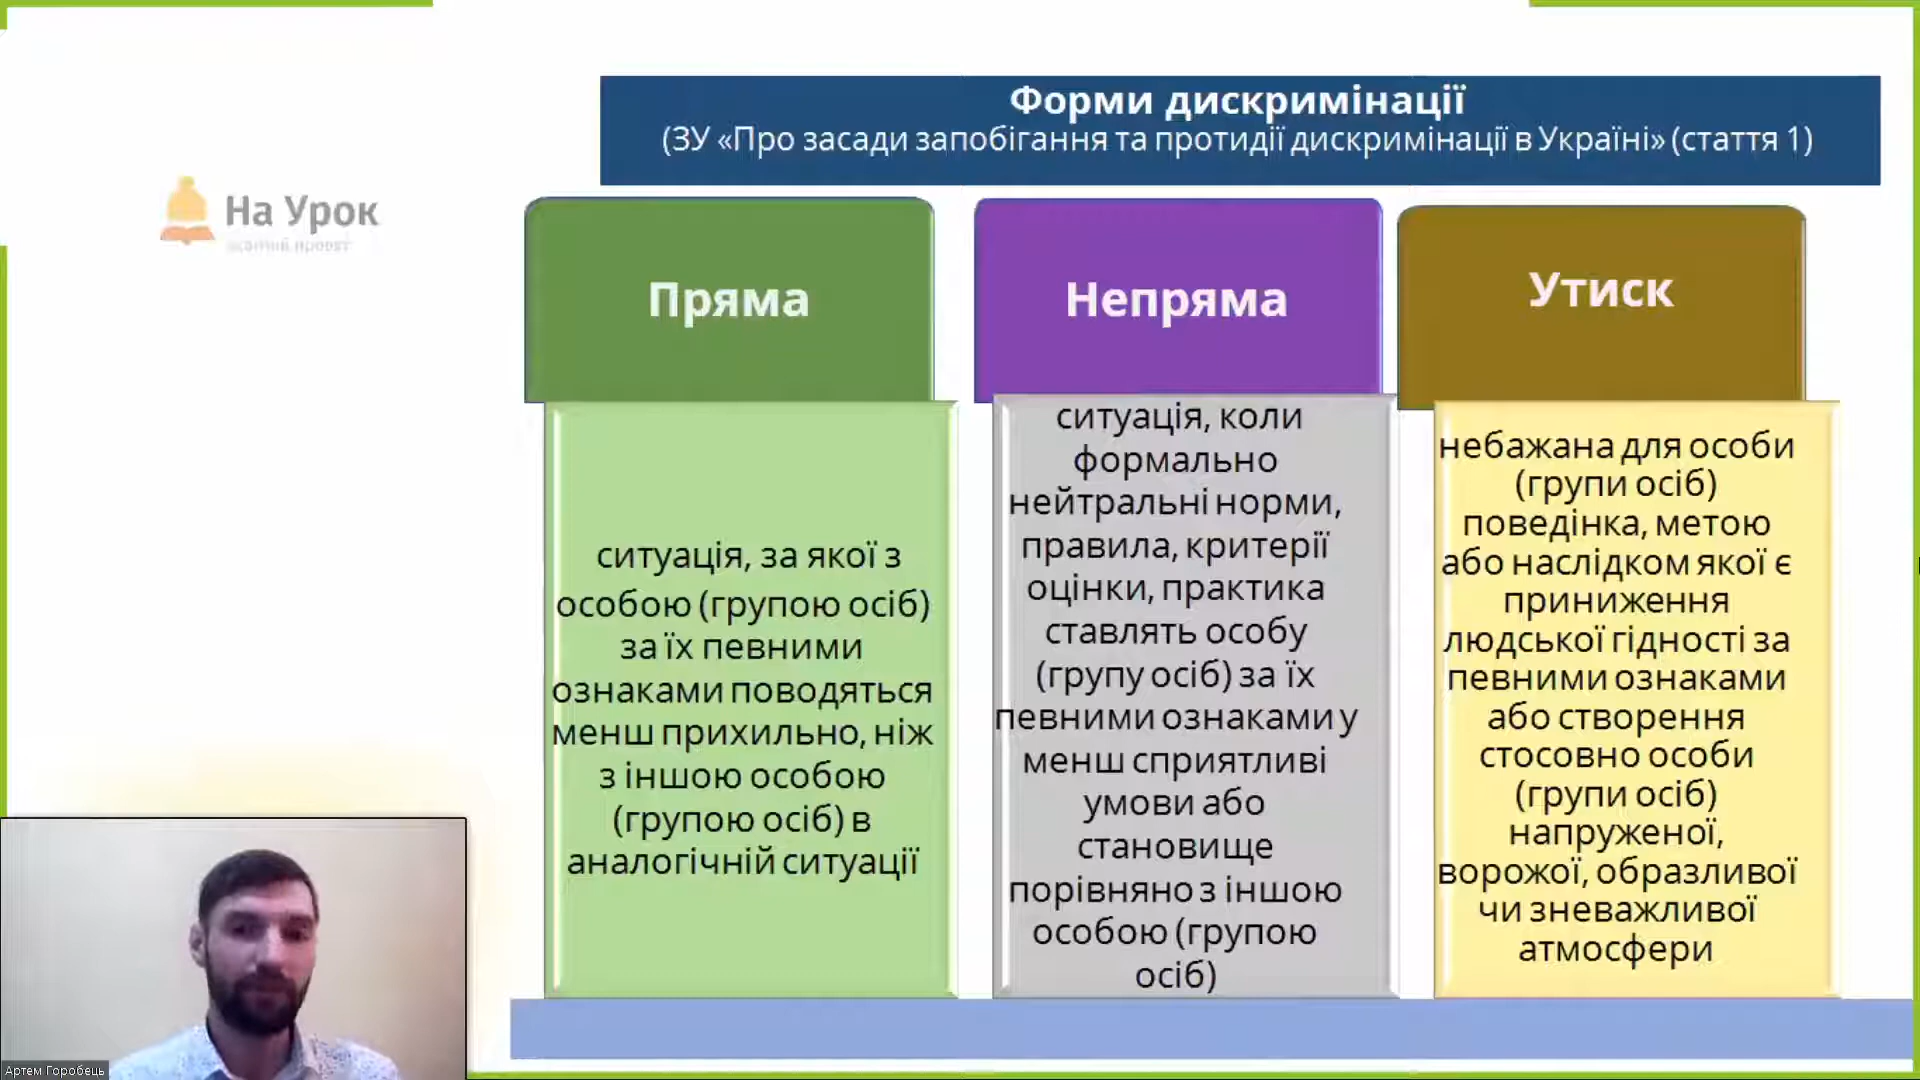 Форми дискримінації
(ЗУ «Про засади запобігання та протидії дискримінації в Україні» (стаття 1)
На Урок
освітній проект
Пряма
ситуація, за якої з
особою (групою осіб)
за їх певними
ознаками поводяться
менш прихильно, ніж
з іншою особою
(групою осіб) в
аналогічній ситуації
Непряма
ситуація, коли
формально
нейтральні норми,
правила, критерії
оцінки, практика
ставлять особу
(групу осіб) за їх
певними ознаками у
менш сприятливі
умови або
становище
порівняно з іншою
особою (групою
осіб)
Утиск
небажана для особи
(групи осіб)
поведінка, метою
або наслідком якої є
приниження
людської гідності за
певними ознаками
або створення
стосовно особи
(групи осіб)
напруженої,
ворожої, образливої
чи зневажливої
атмосфери
Артем Горобець